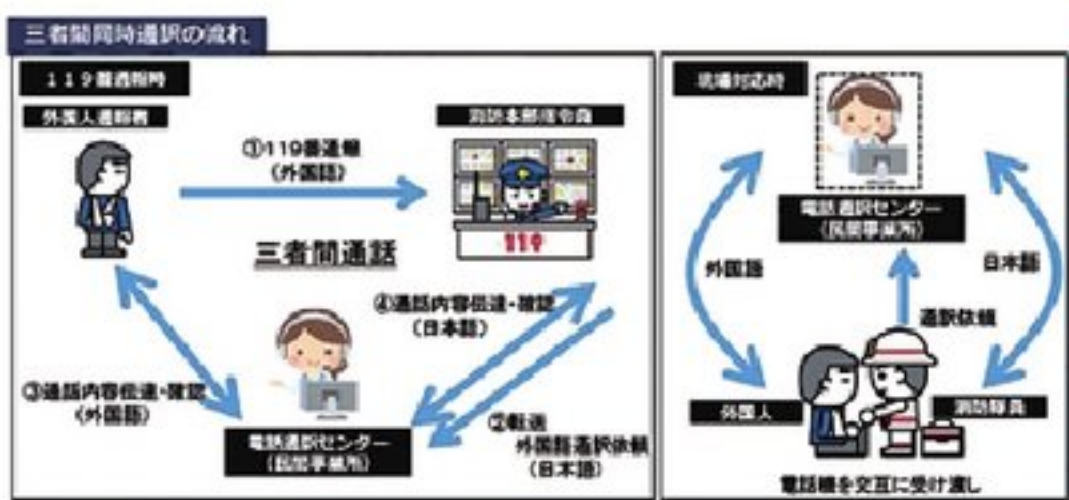 三者間同時通訳の流れ
119番通報時
外国人通報者
消防本部指令員
①119番通報
(外国語)
119
三者間通話
④通話内容伝達・確認
(日本語)
③通話内容伝達・確認
(外国語)
②転送
外国語通訳依頼
(日本語)
電話通訳センター
(民間事業所)
現場対応時
電話通訳センター
(民間事業所)
外国語
日本語
通訳依頼
外国人
消防隊員
電話機を交互に受け渡し